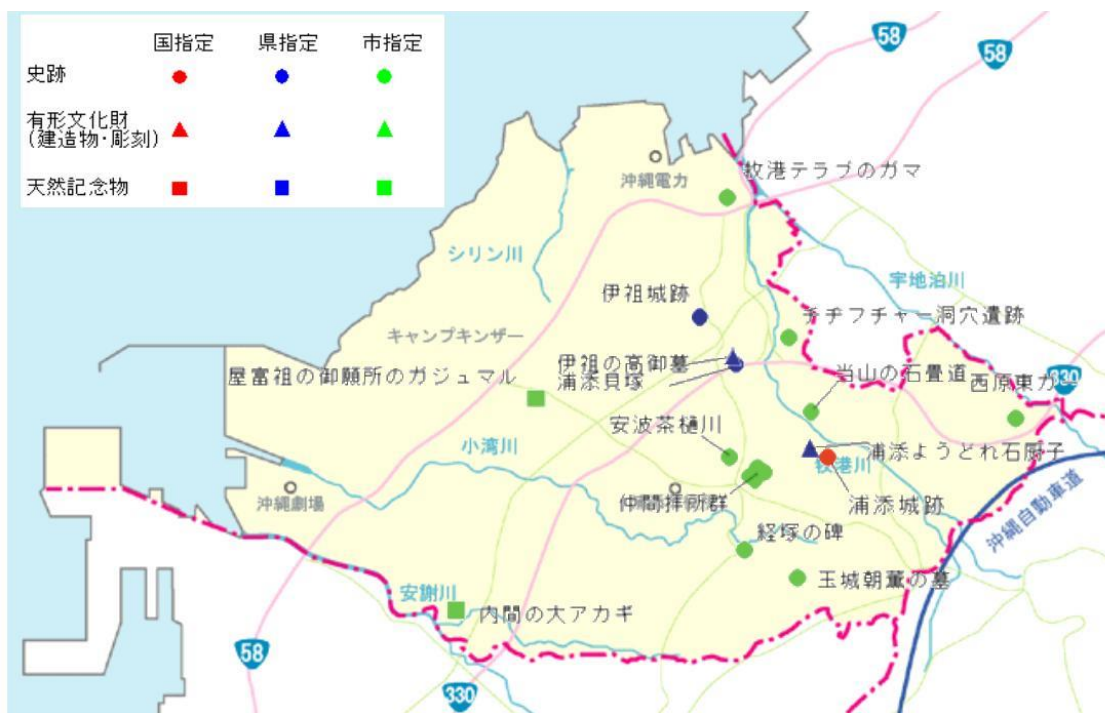 国指定 県指定 市指定
史跡
有形文化財
(建造物・彫刻)
天然記念物
58
58
牧港テラブのガマ
沖縄電力
シリン川
宇地泊川
伊祖城跡
チヂフチャー洞穴遺跡
キャンプキンザー
伊祖の高御墓
浦添貝塚
屋富祖の御願所のガジュマル
当山の石畳道
西原東ガー
330
安波茶樋川
小湾川
浦添ようどれ石厨子
牧港川
沖縄劇場
仲間拝所群
浦添城跡
経塚の碑
沖縄自動車道
玉城朝薫の墓
安謝川
内間の大アカギ
58
330